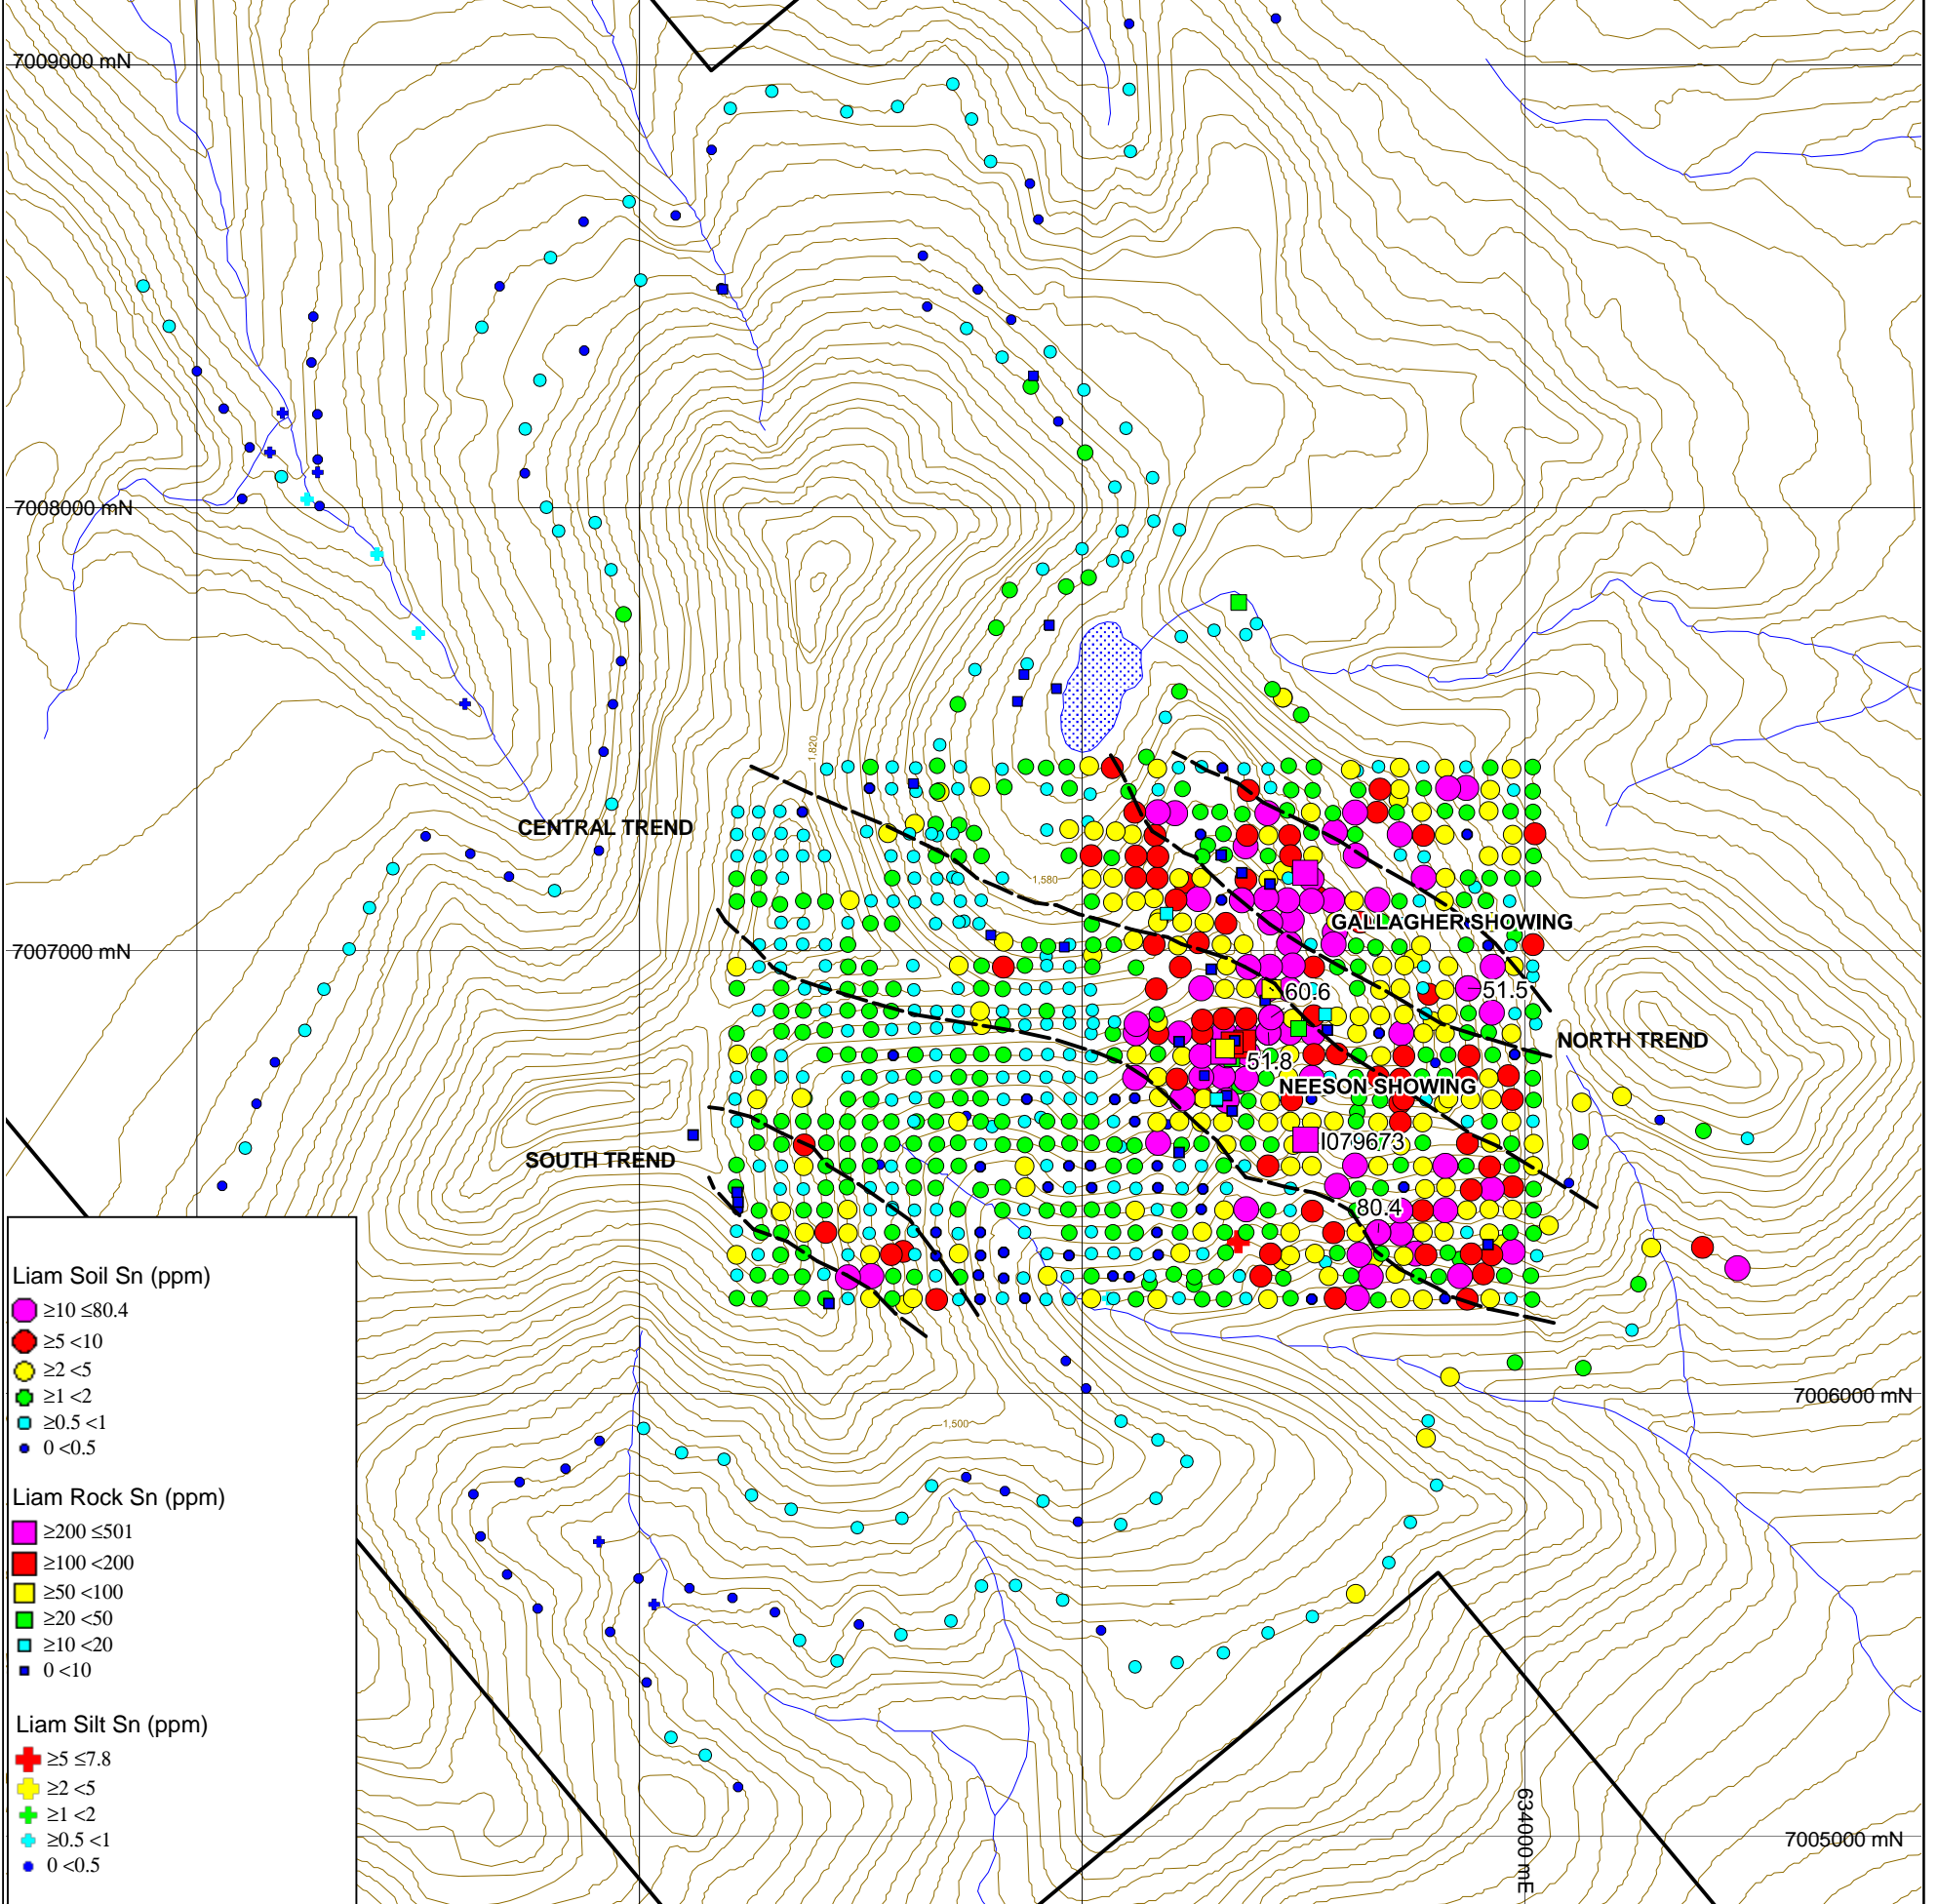 7009000 mN
7008000 mN
1,820
CENTRAL TREND
1,580
GALLAGHER SHOWING
7007000 mN
60.6
51.5
NORTH TREND
51.8
NEESON SHOWING
I079673
SOUTH TREND
80.4
7006000 mN
1,500
634000 mE
7005000 mN
Liam Soil Sn (ppm)
≥10 ≤80.4
≥5 <10
≥2 <5
≥1 <2
≥0.5 <1
0 <0.5
Liam Rock Sn (ppm)
≥200 ≤501
≥100 <200
≥50 <100
≥20 <50
≥10 <20
0 <10
Liam Silt Sn (ppm)
≥5 ≤7.8
≥2 <5
≥1 <2
≥0.5 <1
0 <0.5